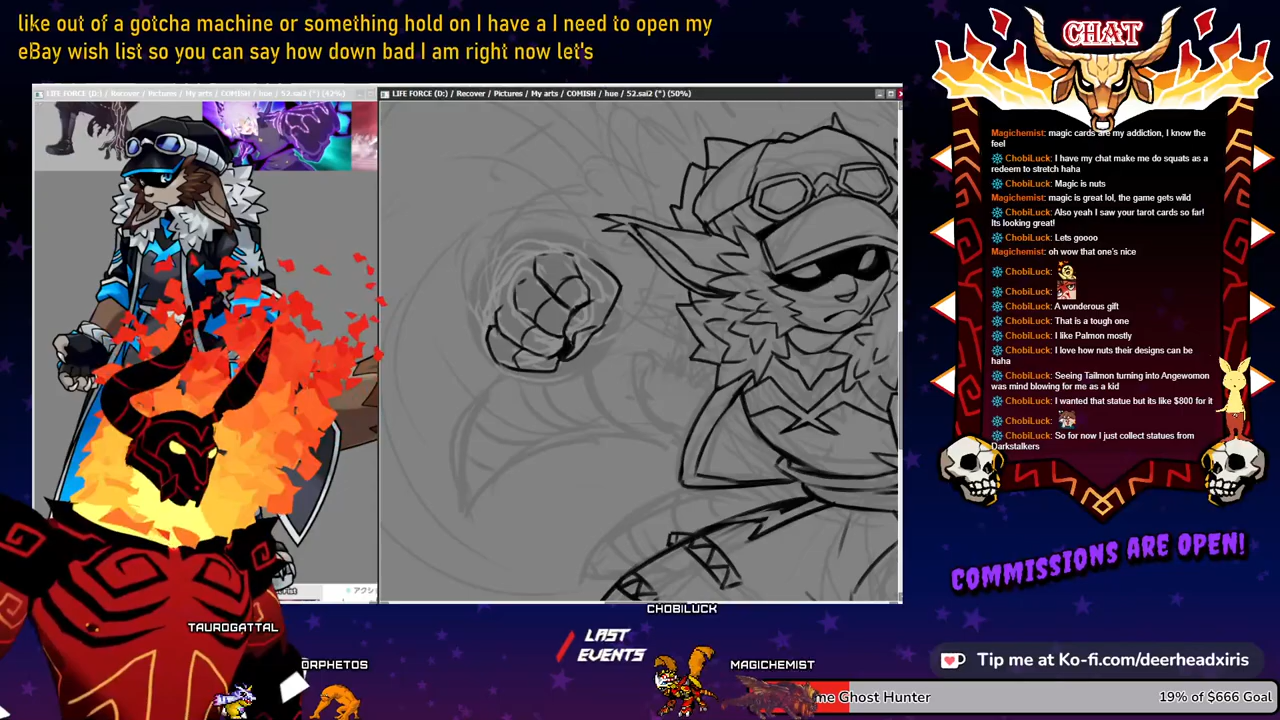 like out of a gotcha machine or something hold on I have a I need to open my
eBay wish list so you can say how down bad I am right now let's
LIFE FORCE (D:) / Recover / Pictures / My arts / COMISH / hue / 52.sai2 (*) (42%)
LIFE FORCE (D:) / Recover / Pictures / My arts / COMISH / hue / 52.sai2 (*) (50%)
CHAT
Magichemist: magic cards are my addiction, I know the
feel
ChobiLuck: I have my chat make me do squats as a
redeem to stretch haha
ChobiLuck: Magic is nuts
Magichemist: magic is great lol, the game gets wild
ChobiLuck: Also yeah I saw your tarot cards so far!
Its looking great!
ChobiLuck: Lets goooo
Magichemist: oh wow that one's nice
ChobiLuck:
ChobiLuck:
ChobiLuck: A wonderous gift
ChobiLuck: That is a tough one
ChobiLuck: I like Palmon mostly
ChobiLuck: I love how nuts their designs can be
haha
ChobiLuck: Seeing Tailmon turning into Angewomon
was mind blowing for me as a kid
ChobiLuck: I wanted that statue but its like $800 for it
ChobiLuck:
ChobiLuck: So for now I just collect statues from
Darkstalkers
COMMISSIONS ARE OPEN!
CHOBILUCK
TAUROGATTAL
LAST
EVENTS
ORPHETOS
MAGICHEMIST
Tip me at Ko-fi.com/deerheadxiris
me Ghost Hunter
19% of $666 Goal